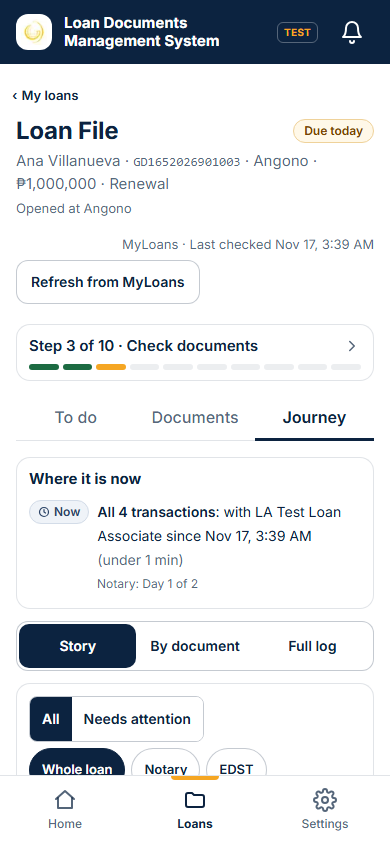 Loan Documents
Management System
TEST
‹ My loans
Loan File
Due today
Ana Villanueva · GD1652026901003 · Angono ·
₱1,000,000 · Renewal
Opened at Angono
MyLoans · Last checked Nov 17, 3:39 AM
Refresh from MyLoans
Step 3 of 10 · Check documents
To do
Documents
Journey
Where it is now
Now
All 4 transactions: with LA Test Loan
Associate since Nov 17, 3:39 AM
(under 1 min)
Notary: Day 1 of 2
Story
By document
Full log
All
Needs attention
Whole loan
Notary
EDST
Home
Loans
Settings